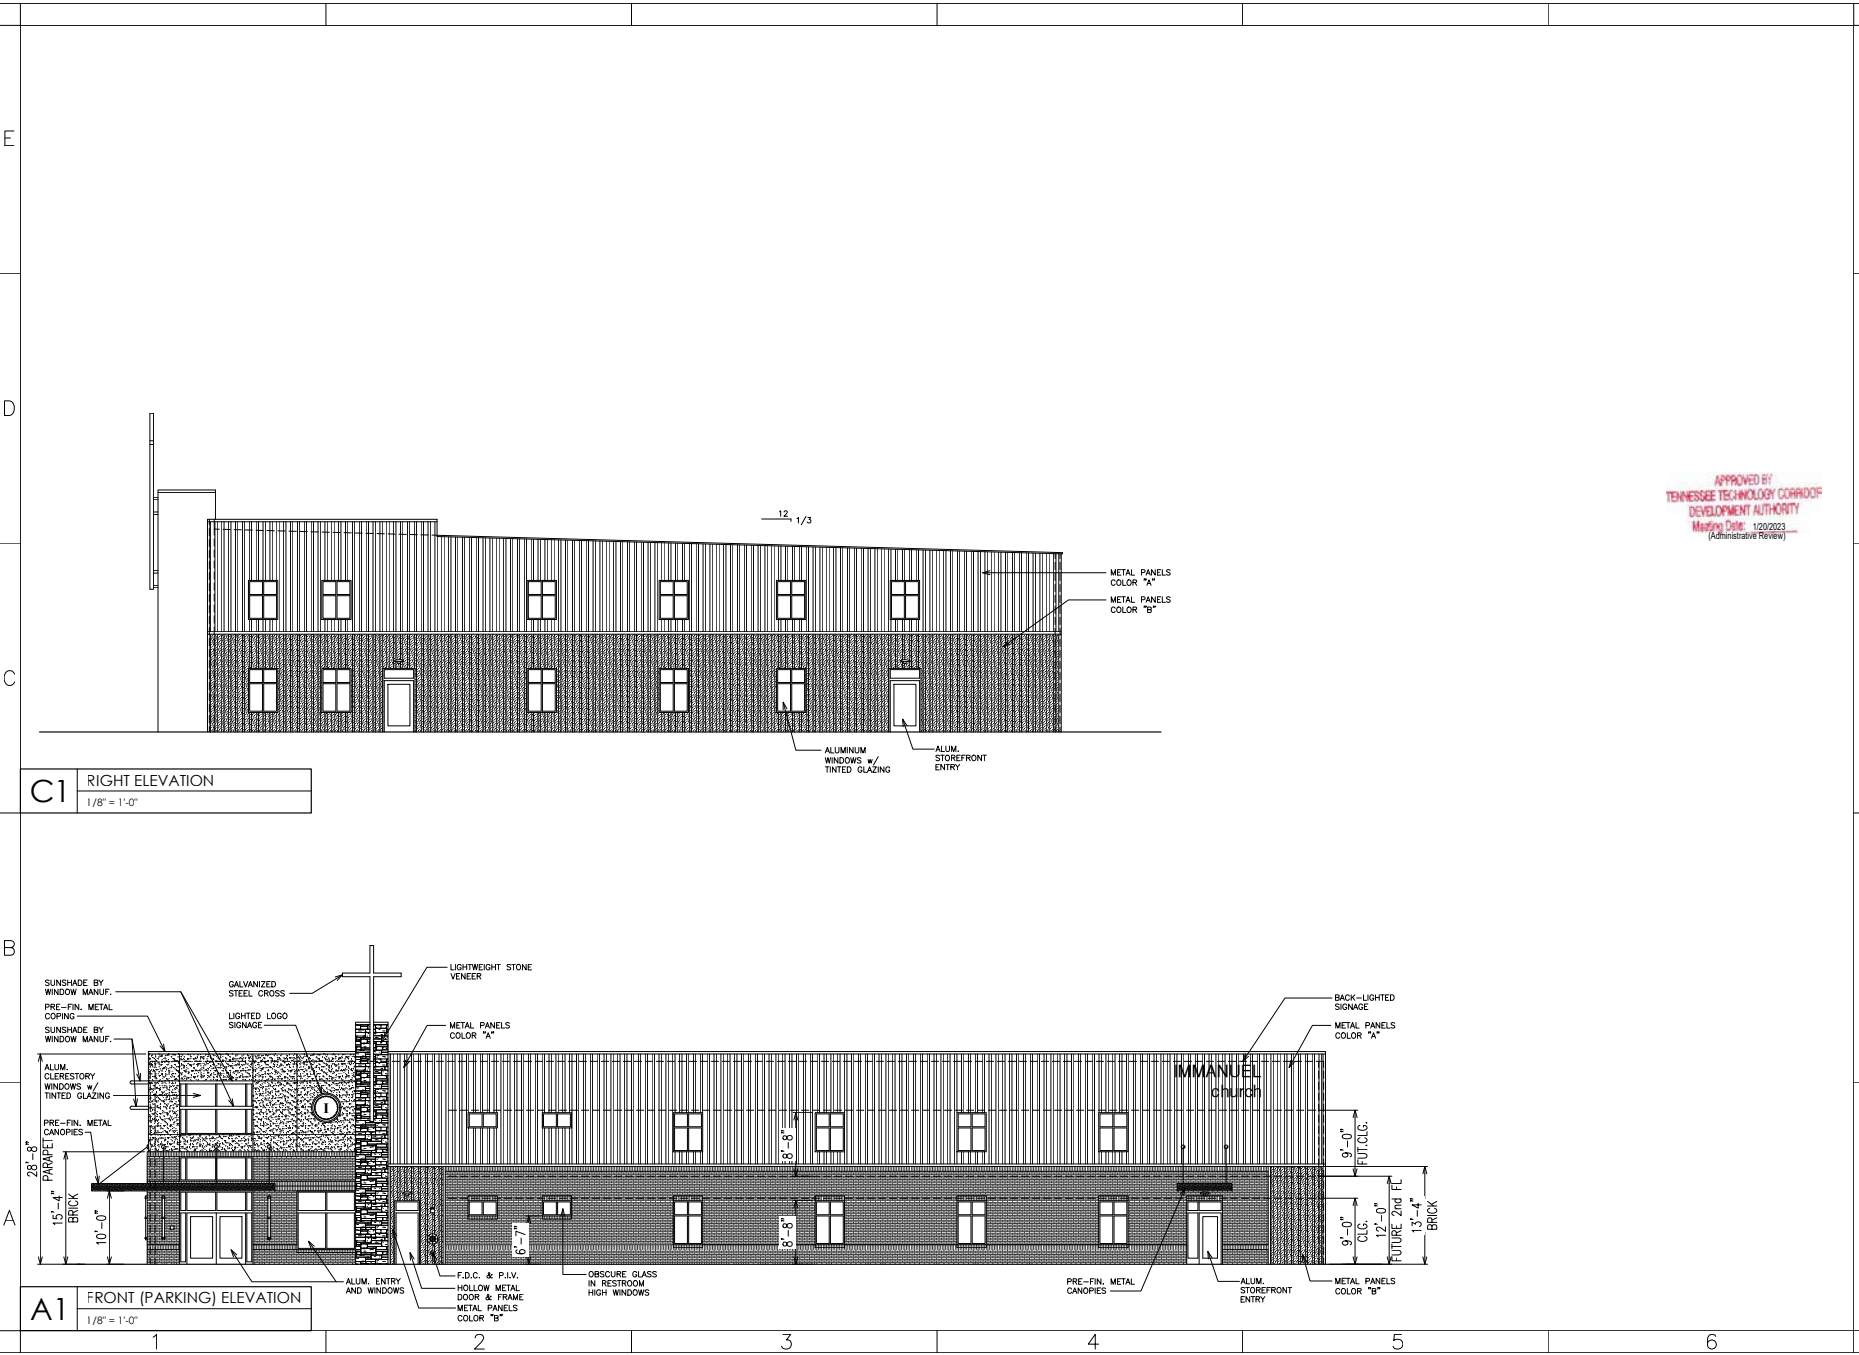 E
D
C
B
A
APPROVED BY
TENNESSEE TECHNOLOGY CORRIDOR
DEVELOPMENT AUTHORITY
Meeting Date: 1/20/2023
(Administrative Review)
12
1/3
METAL PANELS
COLOR "A"
METAL PANELS
COLOR "B"
ALUMINUM
WINDOWS w/
TINTED GLAZING
ALUM.
STOREFRONT
ENTRY
C1
RIGHT ELEVATION
1/8" = 1'-0"
SUNSHADE BY
WINDOW MANUF.
PRE-FIN. METAL
COPING
SUNSHADE BY
WINDOW MANUF.
ALUM.
CLERESTORY
WINDOWS w/
TINTED GLAZING
PRE-FIN. METAL
CANOPIES
GALVANIZED
STEEL CROSS
LIGHTED LOGO
SIGNAGE
LIGHTWEIGHT STONE
VENEER
METAL PANELS
COLOR "A"
BACK-LIGHTED
SIGNAGE
METAL PANELS
COLOR "A"
I
IMMANUEL
church
28'-8"
PARAPET
15'-4"
BRICK
10'-0"
6'-7"
8'-8"
8'-8"
9'-0"
FUT.CLG.
9'-0"
CLG.
12'-0"
FUTURE 2nd FL
13'-4"
BRICK
ALUM. ENTRY
AND WINDOWS
F.D.C. & P.I.V.
HOLLOW METAL
DOOR & FRAME
METAL PANELS
COLOR "B"
OBSCURE GLASS
IN RESTROOM
HIGH WINDOWS
PRE-FIN. METAL
CANOPIES
ALUM.
STOREFRONT
ENTRY
METAL PANELS
COLOR "B"
A1
FRONT (PARKING) ELEVATION
1/8" = 1'-0"
1
2
3
4
5
6